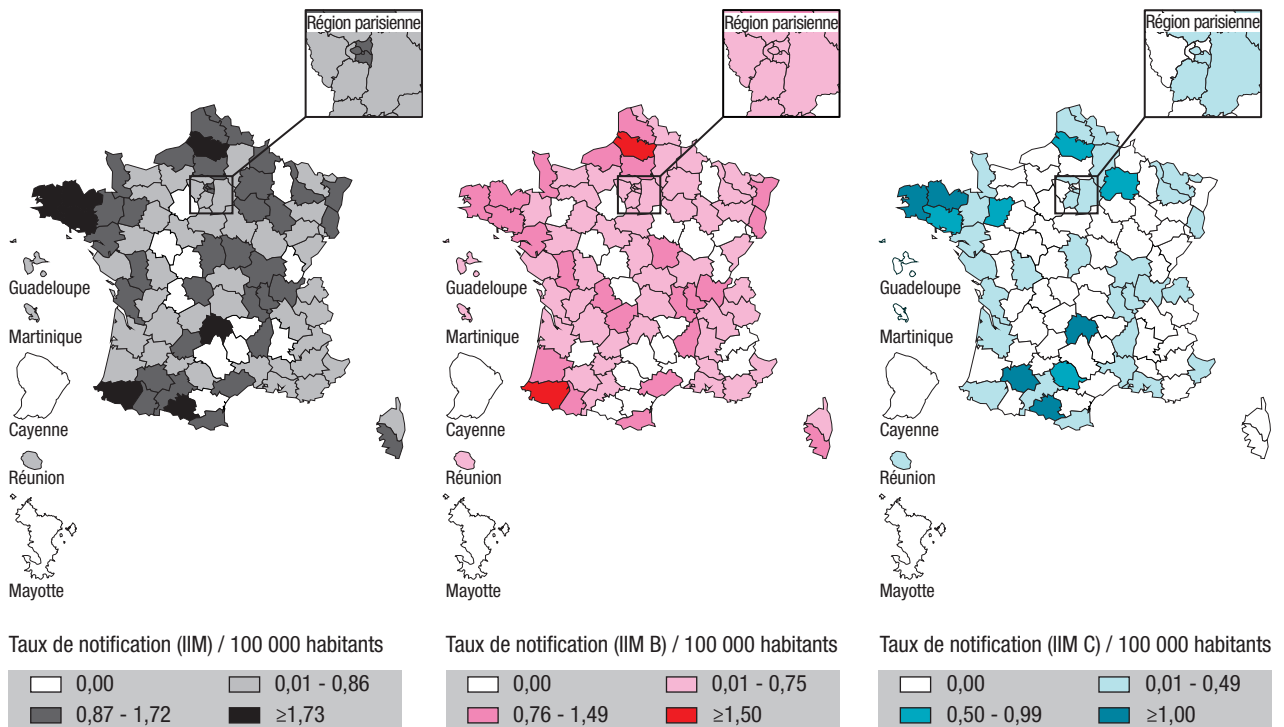 Région parisienne
Guadeloupe
Martinique
Cayenne
Réunion
Mayotte
Taux de notification (IIM) / 100 000 habitants
0,00
0,01 - 0,86
0,87 - 1,72
≥1,73
Région parisienne
Guadeloupe
Martinique
Cayenne
Réunion
Mayotte
Taux de notification (IIM B) / 100 000 habitants
0,00
0,01 - 0,75
0,76 - 1,49
≥1,50
Région parisienne
Guadeloupe
Martinique
Cayenne
Réunion
Mayotte
Taux de notification (IIM C) / 100 000 habitants
0,00
0,01 - 0,49
0,50 - 0,99
≥1,00